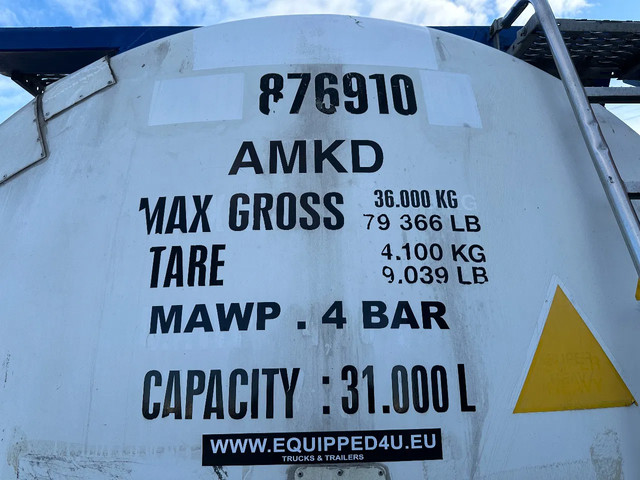 876910
AMKD
MAX GROSS 36.000 KG
79 366 LB
TARE 4.100 KG
9.039 LB
MAWP . 4 BAR
CAPACITY : 31.000 L
WWW.EQUIPPED4U.EU
TRUCKS & TRAILERS